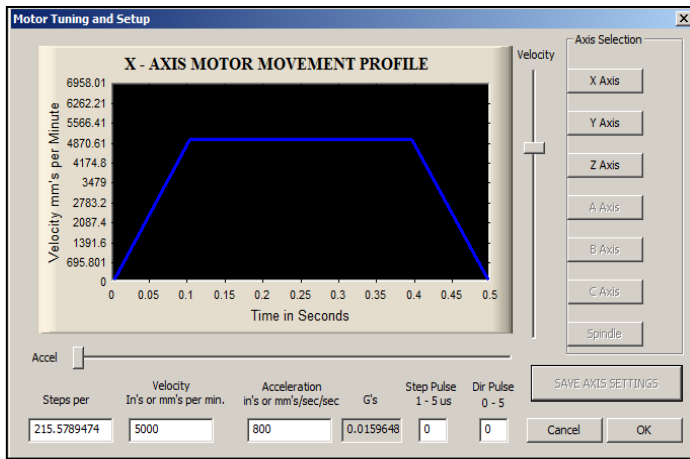 Motor Tuning and Setup
X - AXIS MOTOR MOVEMENT PROFILE
Velocity mm's per Minute
6958.01
6262.21
5566.41
4870.61
4174.8
3479
2783.2
2087.4
1391.6
695.801
0
0 0.05 0.1 0.15 0.2 0.25 0.3 0.35 0.4 0.45 0.5
Time in Seconds
Velocity
Axis Selection
X Axis
Y Axis
Z Axis
A Axis
B Axis
C Axis
Spindle
Accel
Steps per
Velocity
In's or mm's per min.
Acceleration
in's or mm's/sec/sec
G's
Step Pulse
1 - 5 us
Dir Pulse
0 - 5
215.5789474
5000
800
0.0159648
0
0
SAVE AXIS SETTINGS
Cancel
OK